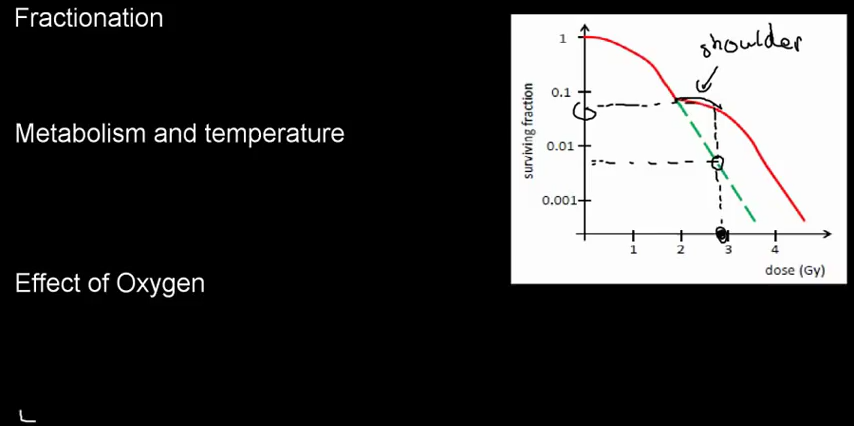 Fractionation
Metabolism and temperature
Effect of Oxygen
shoulder
surviving fraction
1
0.1
0.01
0.001
1 2 3 4
dose (Gy)